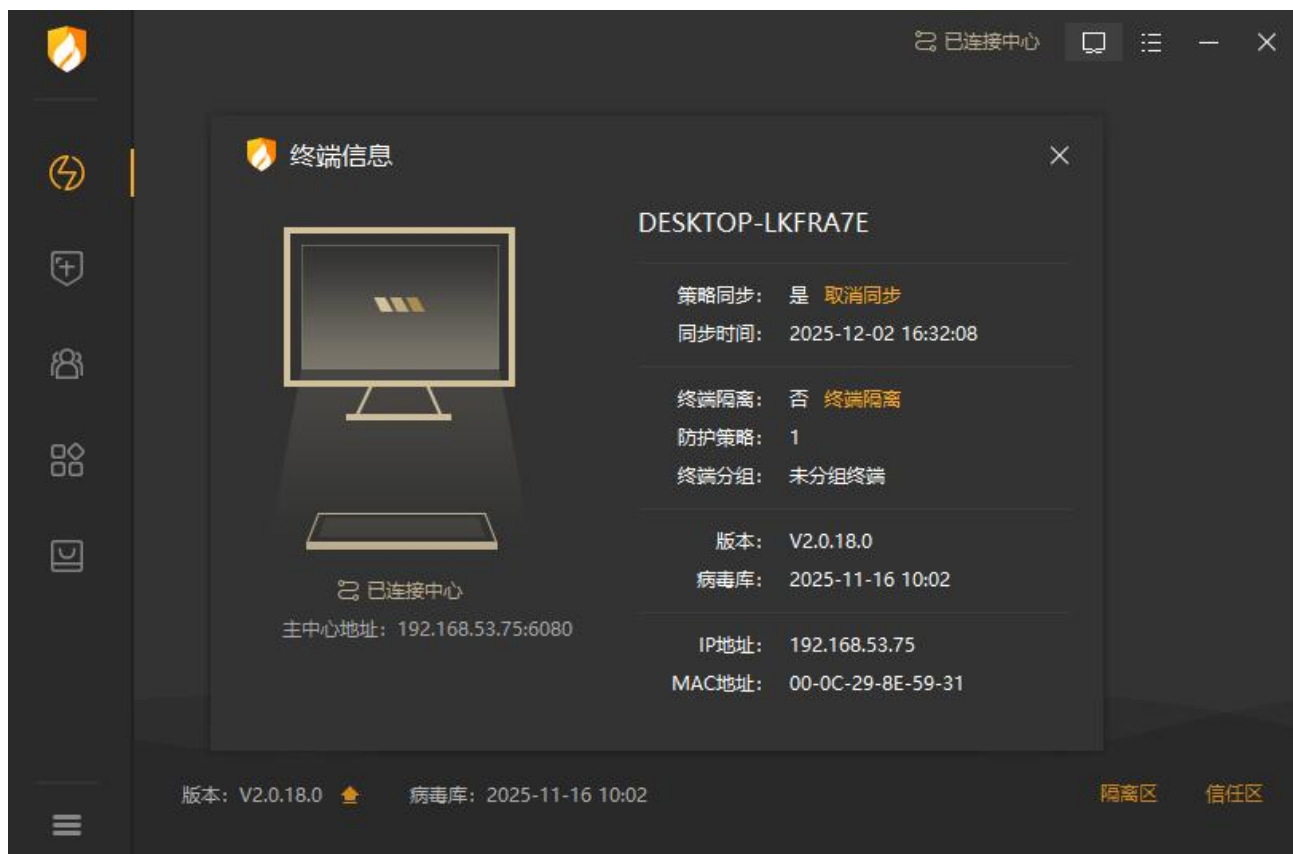 已连接中心
终端信息
DESKTOP-LKFRA7E
策略同步： 是 取消同步
同步时间： 2025-12-02 16:32:08
终端隔离： 否 终端隔离
防护策略： 1
终端分组： 未分组终端
版本： V2.0.18.0
病毒库： 2025-11-16 10:02
已连接中心
主中心地址：192.168.53.75:6080
IP地址： 192.168.53.75
MAC地址： 00-0C-29-8E-59-31
版本：V2.0.18.0 病毒库：2025-11-16 10:02 隔离区 信任区